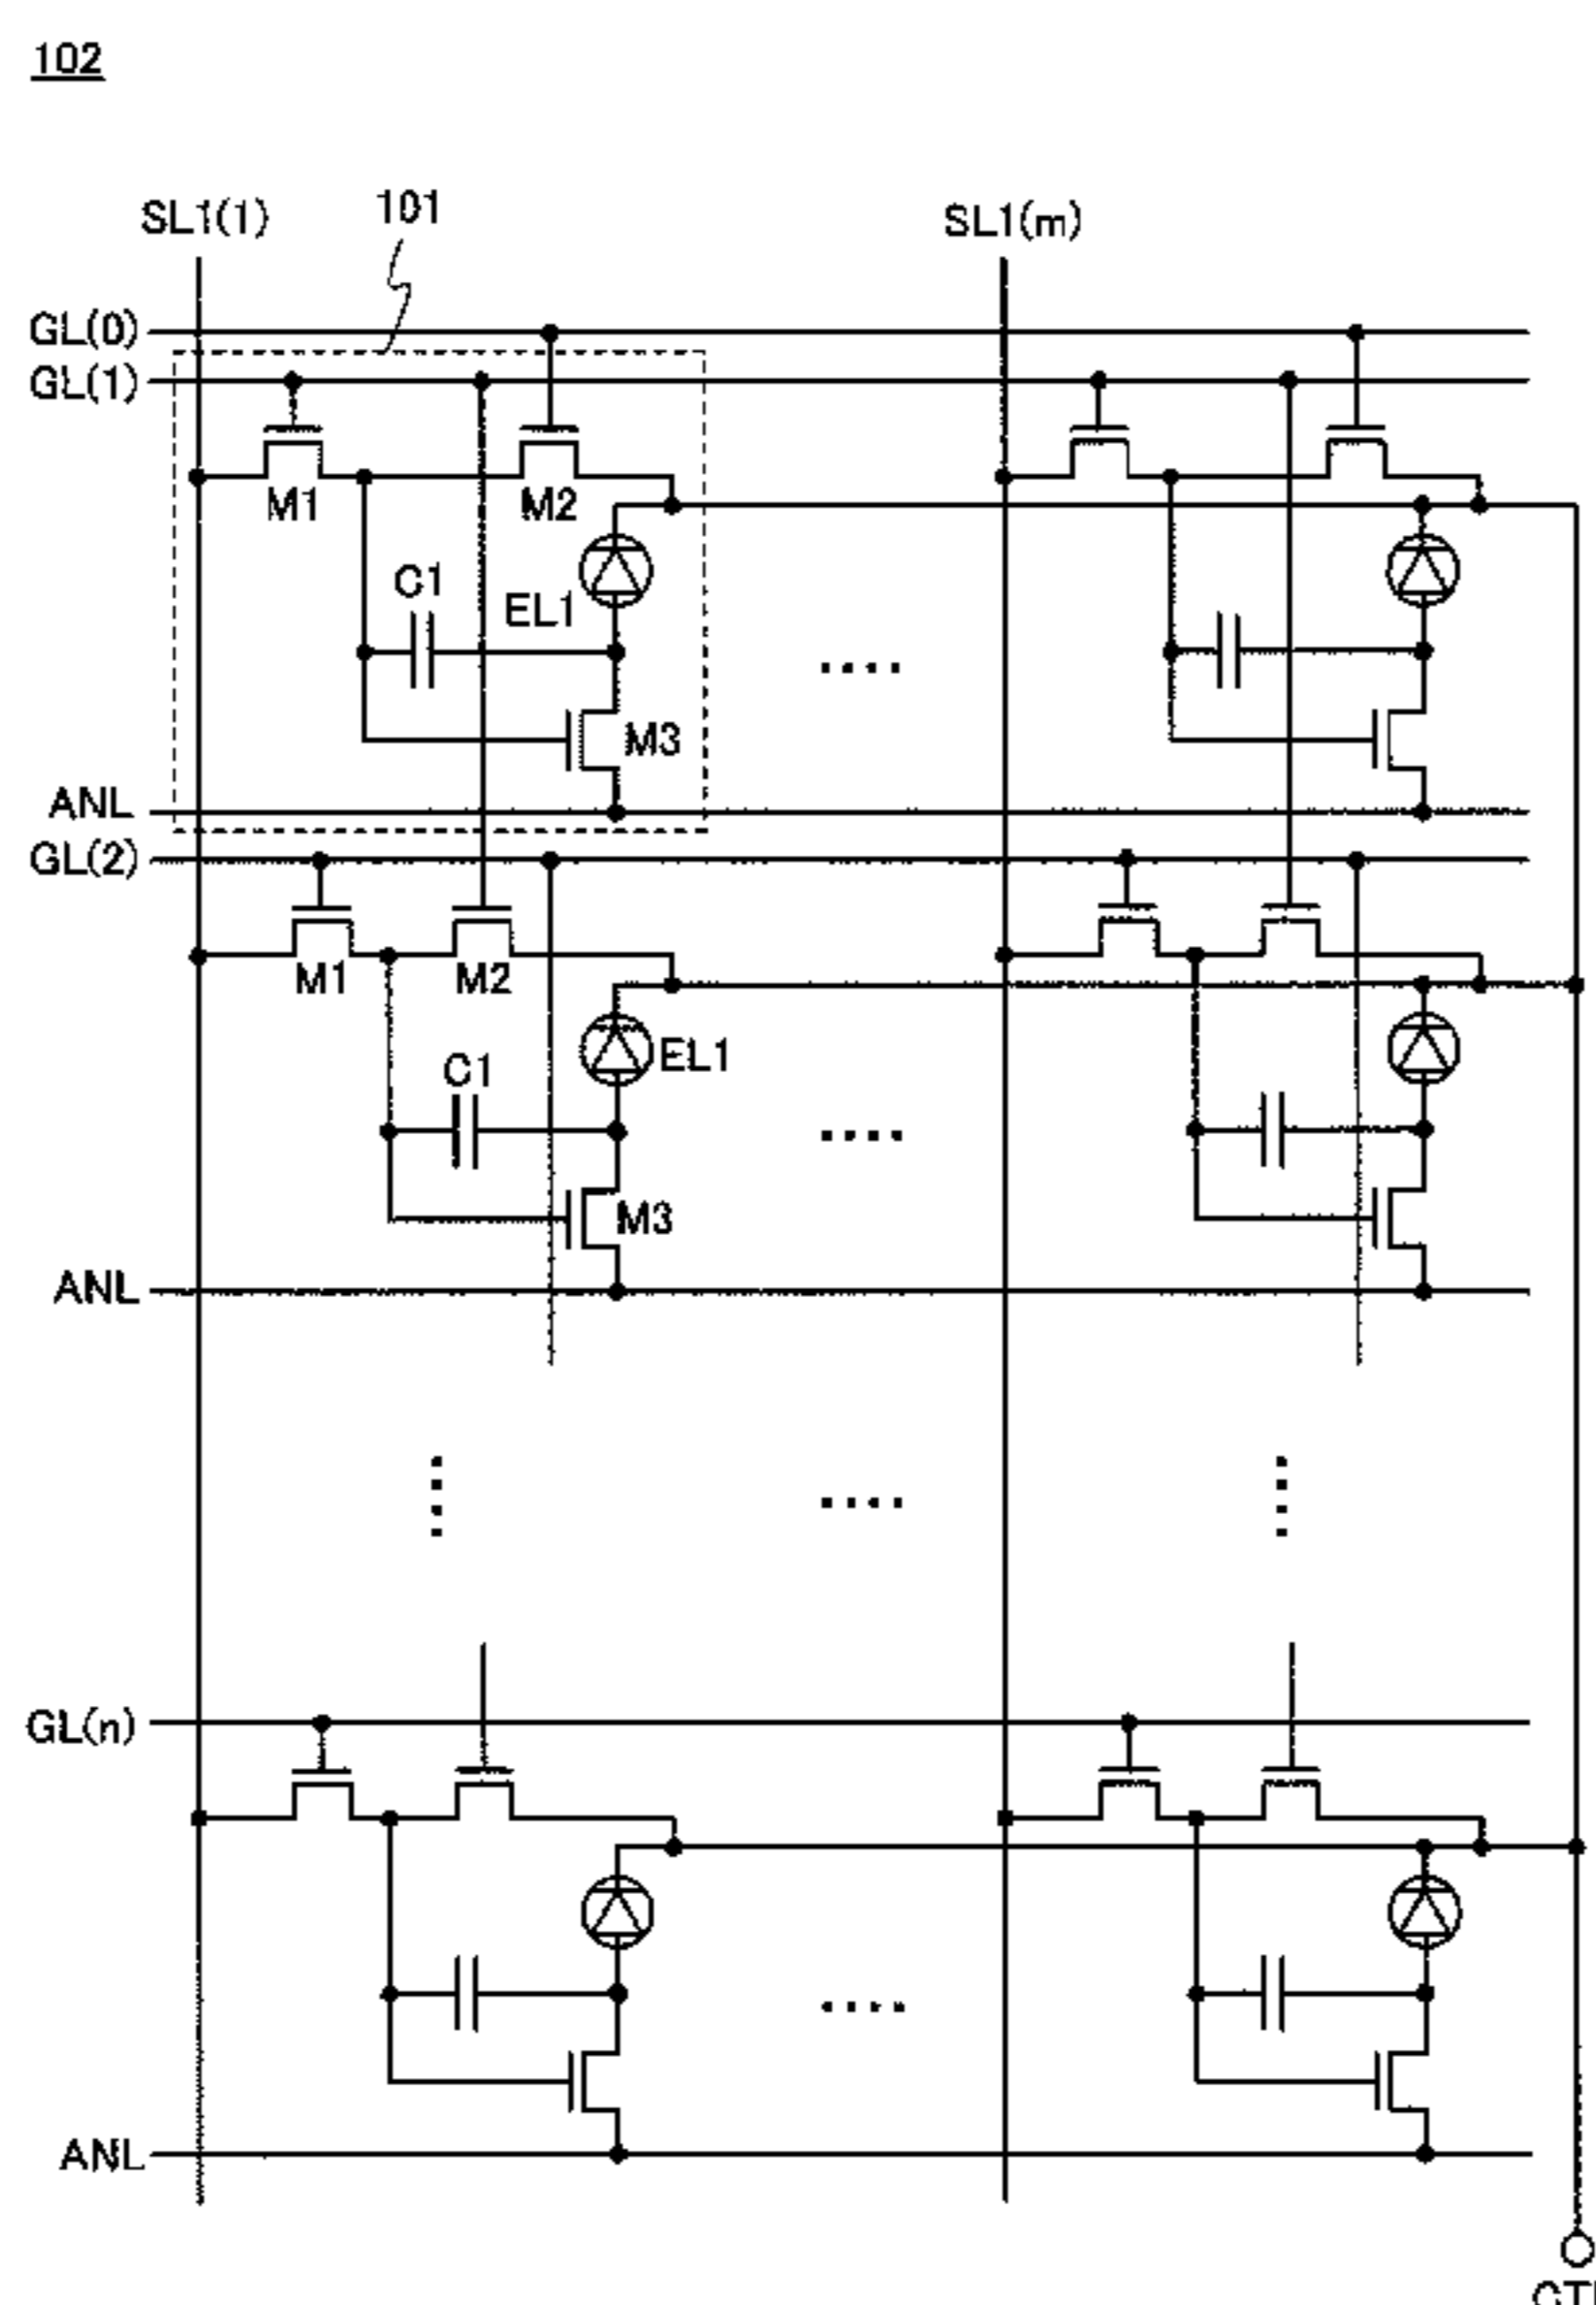 102
SL1(1)
101
SL1(m)
GL(0)
GL(1)
M1
M2
C1
EL1
M3
ANL
GL(2)
M1
M2
C1
EL1
M3
ANL
GL(n)
ANL